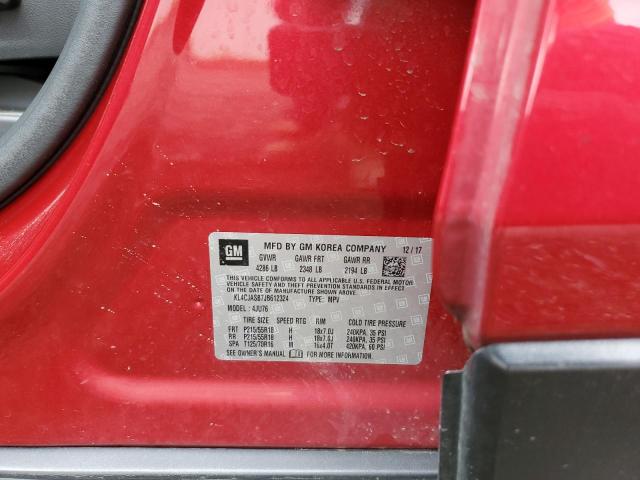 GM MFD BY GM KOREA COMPANY 12/17
GVWR GAWR FRT GAWR RR
4286 LB 2348 LB 2194 LB
THIS VEHICLE CONFORMS TO ALL APPLICABLE U.S. FEDERAL MOTOR
VEHICLE SAFETY, BUMPER, AND THEFT PREVENTION STANDARDS
IN EFFECT ON THE DATE OF MANUFACTURE SHOWN ABOVE.
KL4CJASB7JB612324 TYPE: MPV
MODEL: 4JU76
TIRE SIZE SPEED RTG RIM COLD TIRE PRESSURE
FRT P215/55R18 H 18x7.0J 240KPA, 35 PSI
RR P215/55R18 H 18x7.0J 240KPA, 35 PSI
SPA T125/70R16 M 16x4.0T 420KPA, 60 PSI
SEE OWNER'S MANUAL FOR ADDITIONAL INFORMATION.